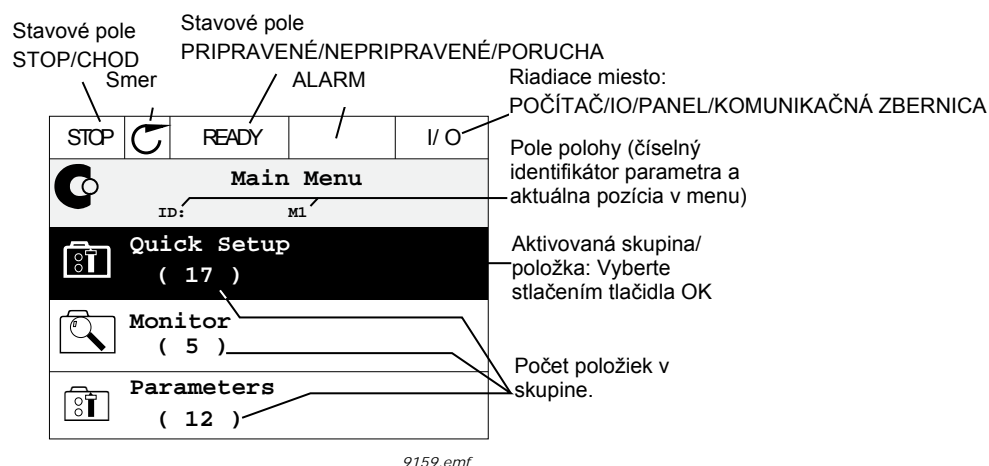 Stavové pole
STOP/CHOD
Smer
Stavové pole
PRIPRAVENÉ/NEPRIPRAVENÉ/PORUCHA
ALARM
Riadiace miesto:
POČÍTAČ/IO/PANEL/KOMUNIKAČNÁ ZBERNICA
STOP
READY
I/ O
Main Menu
ID:
M1
Pole polohy (číselný
identifikátor parametra a
aktuálna pozícia v menu)
Quick Setup
( 17 )
Aktivovaná skupina/
položka: Vyberte
stlačením tlačidla OK
Monitor
( 5 )
Parameters
( 12 )
Počet položiek v
skupine.
9159.emf